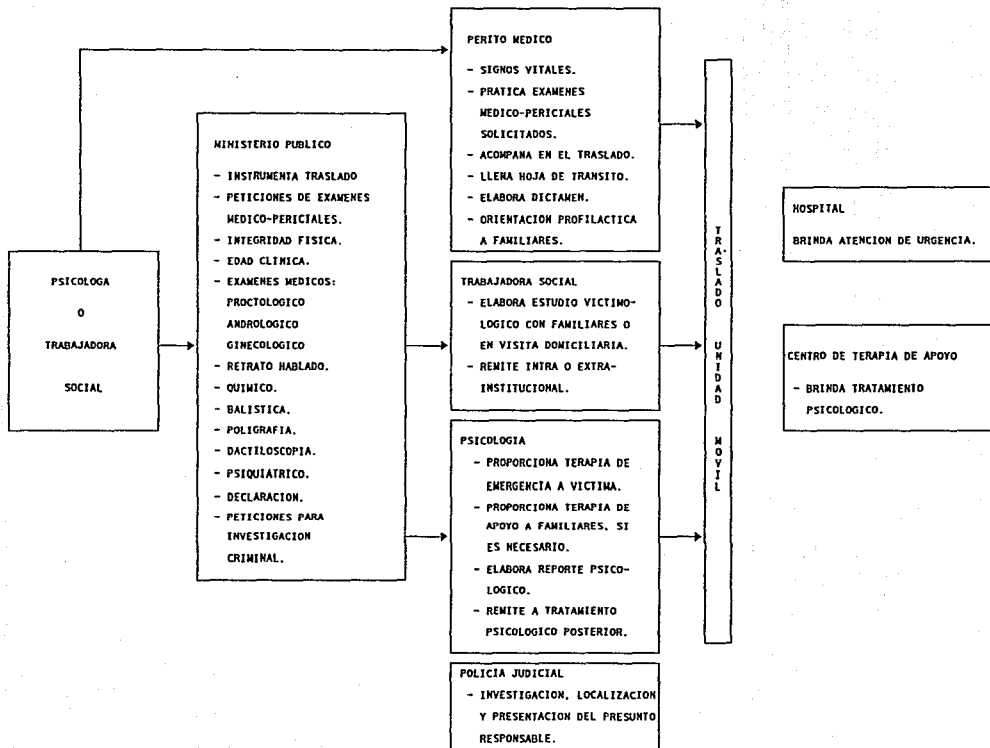 PSICOLOGA
O
TRABAJADORA
SOCIAL
MINISTERIO PUBLICO
- INSTRUMENTA TRASLADO
- PETICIONES DE EXAMENES
MEDICO-PERICIALES.
- INTEGRIDAD FISICA.
- EDAD CLINICA.
- EXAMENES MEDICOS:
PROCTOLOGICO
ANDROLOGICO
GINECOLOGICO
- RETRATO HABLADO.
- QUIMICO.
- BALISTICA.
- POLIGRAFIA.
- DACTILOSCOPIA.
- PSIQUIATRICO.
- DECLARACION.
- PETICIONES PARA
INVESTIGACION
CRIMINAL.
PERITO MEDICO
- SIGNOS VITALES.
- PRATICA EXAMENES
MEDICO-PERICIALES
SOLICITADOS.
- ACOMPANA EN EL TRASLADO.
- LLENA HOJA DE TRANSITO.
- ELABORA DICTAMEN.
- ORIENTACION PROFILACTICA
A FAMILIARES.
TRABAJADORA SOCIAL
- ELABORA ESTUDIO VICTIMO-
LOGICO CON FAMILIARES O
EN VISITA DOMICILIARIA.
- REMITE INTRA O EXTRA-
INSTITUCIONAL.
PSICOLOGIA
- PROPORCIONA TERAPIA DE
EMERGENCIA A VICTIMA.
- PROPORCIONA TERAPIA DE
APOYO A FAMILIARES. SI
ES NECESARIO.
- ELABORA REPORTE PSICO-
LOGICO.
- REMITE A TRATAMIENTO
PSICOLOGICO POSTERIOR.
POLICIA JUDICIAL
- INVESTIGACION. LOCALIZACION
Y PRESENTACION DEL PRESUNTO
RESPONSABLE.
TRASLADO UNIDAD MOVIL
HOSPITAL
BRINDA ATENCION DE URGENCIA.
CENTRO DE TERAPIA DE APOYO
- BRINDA TRATAMIENTO
PSICOLOGICO.